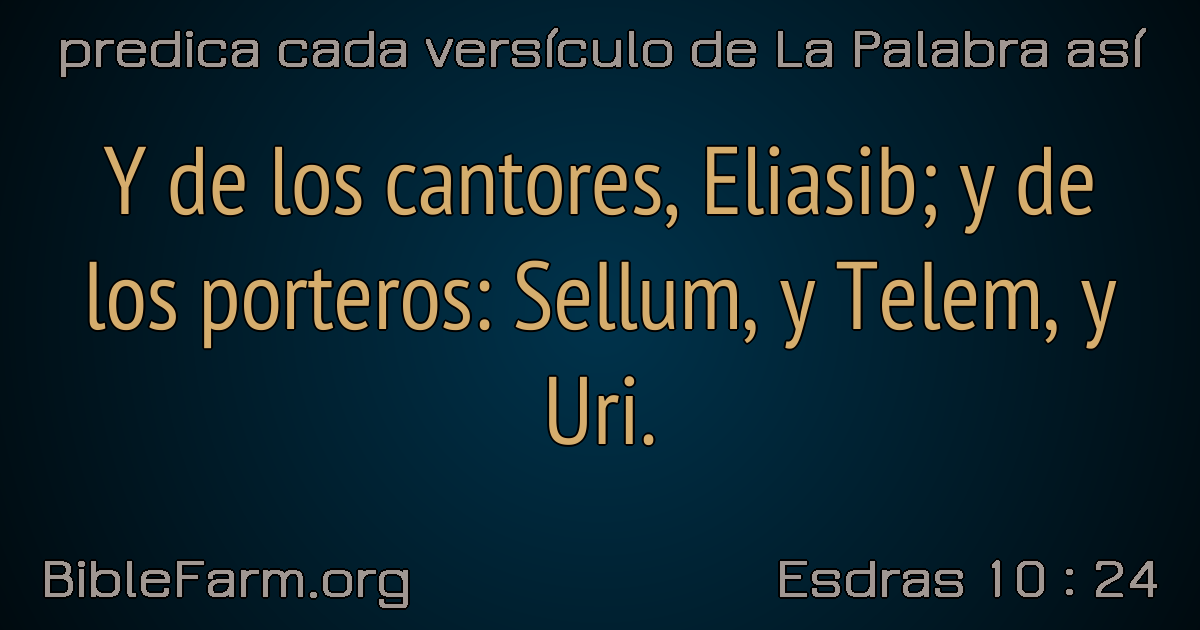 predica cada versículo de La Palabra así
Y de los cantores, Eliasib; y de
los porteros: Sellum, y Telem, y
Uri.
BibleFarm.org
Esdras 10 : 24